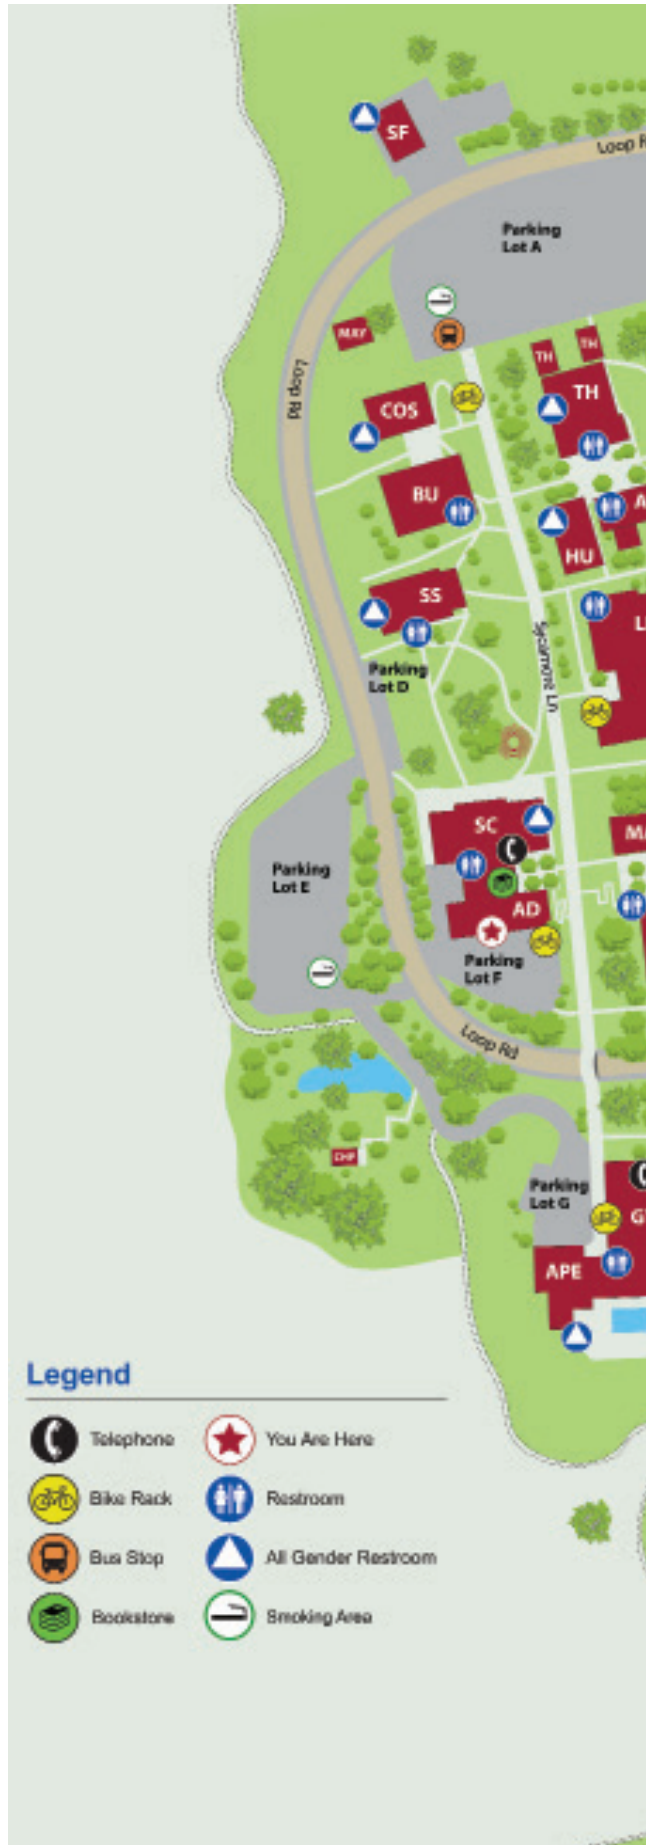 SF
Loop R
Parking
Lot A
MAY
TH
TH
TH
Loop Rd
COS
BU
A
HU
SS
L
Sycamore Ln
Parking
Lot D
SC
MA
Parking
Lot E
AD
Parking
Lot F
Loop Rd
CHP
Parking
Lot G
G
APE
Legend
Telephone
You Are Here
Bike Rack
Restroom
Bus Stop
All Gender Restroom
Bookstore
Smoking Area